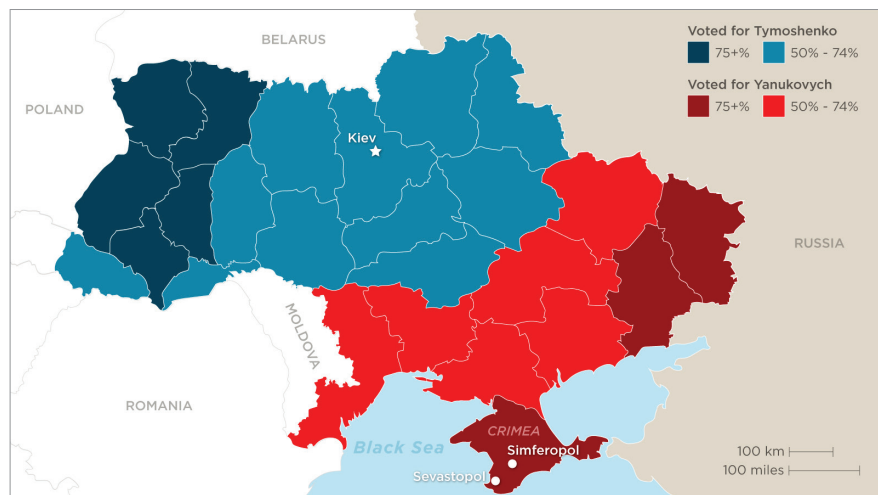 BELARUS
POLAND
Kiev
Voted for Tymoshenko
75+% 50% - 74%
Voted for Yanukovych
75+% 50% - 74%
RUSSIA
MOLDOVA
ROMANIA
Black Sea
CRIMEA
Simferopol
Sevastopol
100 km
100 miles